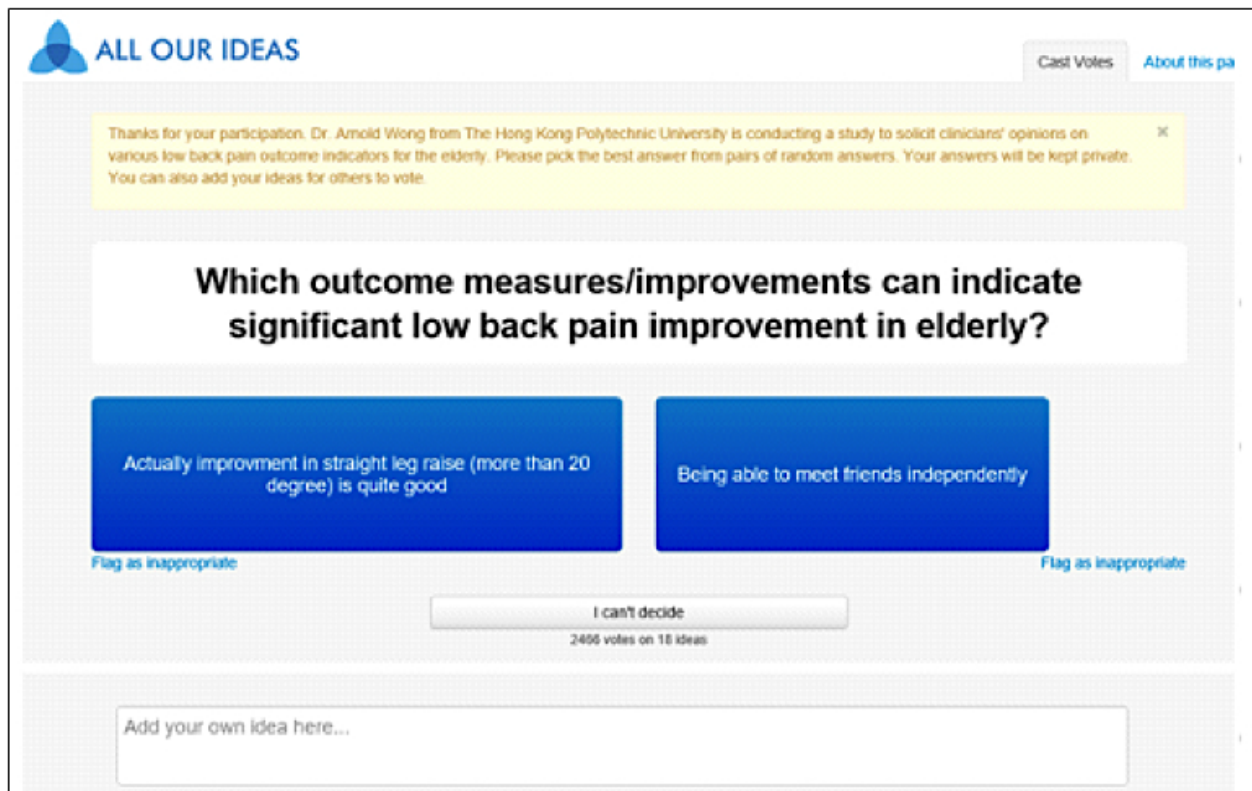 ALL OUR IDEAS
Cast Votes
About this pa
Thanks for your participation. Dr. Arnold Wong from The Hong Kong Polytechnic University is conducting a study to solicit clinicians' opinions on
various low back pain outcome indicators for the elderly. Please pick the best answer from pairs of random answers. Your answers will be kept private.
You can also add your ideas for others to vote.
×
Which outcome measures/improvements can indicate
significant low back pain improvement in elderly?
Actually improvment in straight leg raise (more than 20
degree) is quite good
Being able to meet friends independently
Flag as inappropriate
Flag as inappropriate
I can't decide
2466 votes on 18 ideas
Add your own idea here...